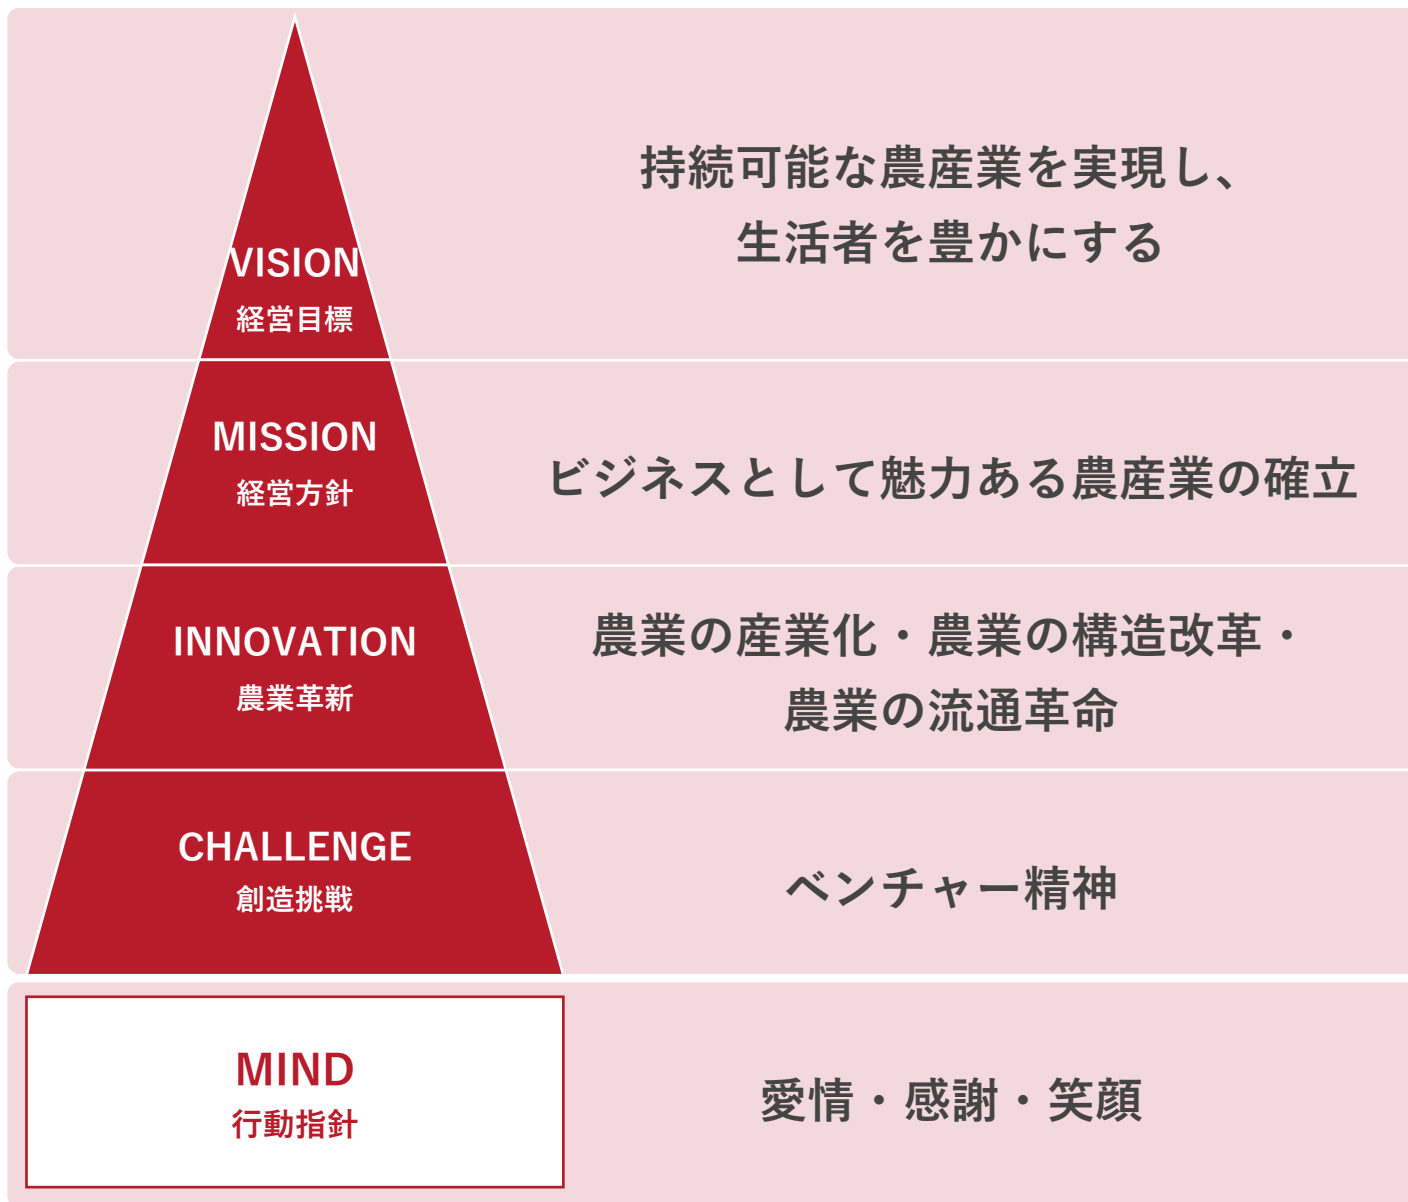 VISION
経営目標
持続可能な農産業を実現し、
生活者を豊かにする
MISSION
経営方針
ビジネスとして魅力ある農産業の確立
INNOVATION
農業革新
農業の産業化・農業の構造改革・
農業の流通革命
CHALLENGE
創造挑戦
ベンチャー精神
MIND
行動指針
愛情・感謝・笑顔